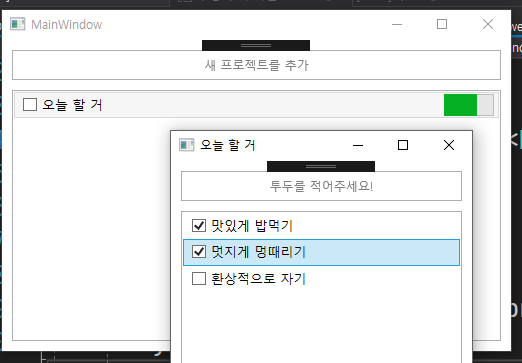 MainWindow
새 프로젝트를 추가
오늘 할 거
오늘 할 거
투두를 적어주세요!
맛있게 밥먹기
멋지게 멍때리기
환상적으로 자기